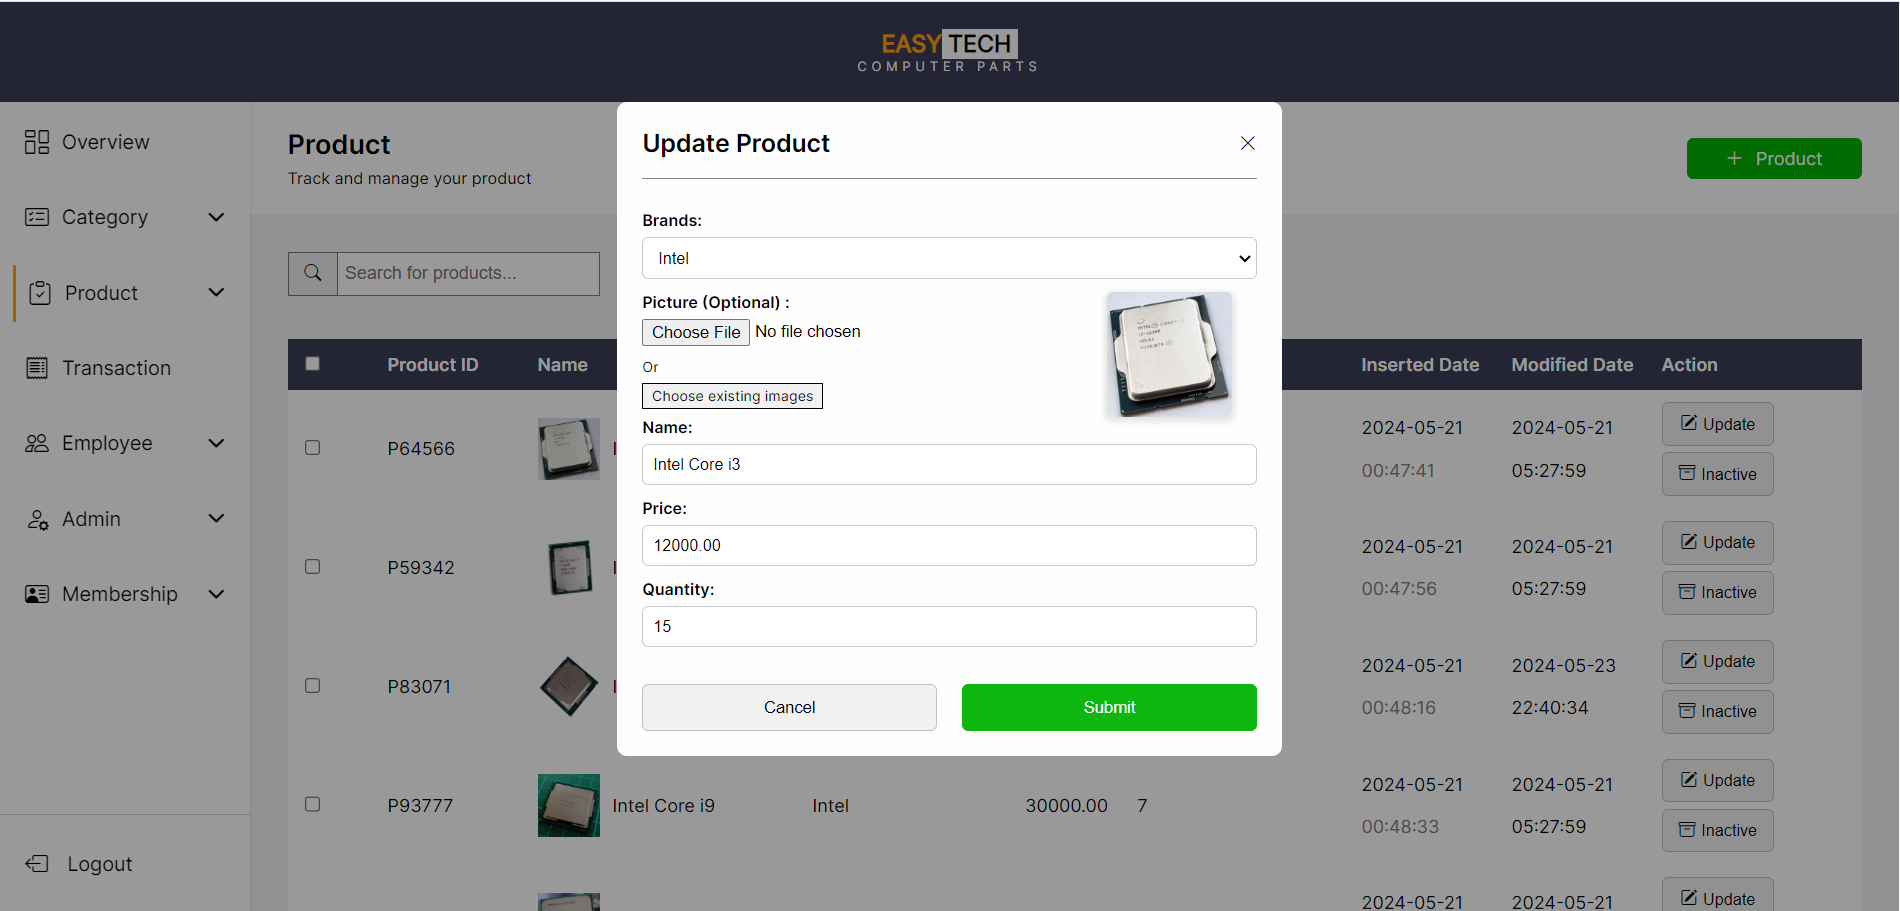 EASY TECH
COMPUTER PARTS
Overview
Category
Product
Transaction
Employee
Admin
Membership
Logout
Product
Track and manage your product
+ Product
Search for products...
Product ID Name Inserted Date Modified Date Action
P64566 I 2024-05-21 2024-05-21 Update
00:47:41 05:27:59 Inactive
P59342 I 2024-05-21 2024-05-21 Update
00:47:56 05:27:59 Inactive
P83071 I 2024-05-21 2024-05-23 Update
00:48:16 22:40:34 Inactive
P93777 Intel Core i9 Intel 30000.00 7 2024-05-21 2024-05-21 Update
00:48:33 05:27:59 Inactive
2024-05-21 2024-05-21 Update
Update Product
Brands:
Intel
Picture (Optional) :
Choose File No file chosen
Or
Choose existing images
INTEL CORE i3
Name:
Intel Core i3
Price:
12000.00
Quantity:
15
Cancel Submit